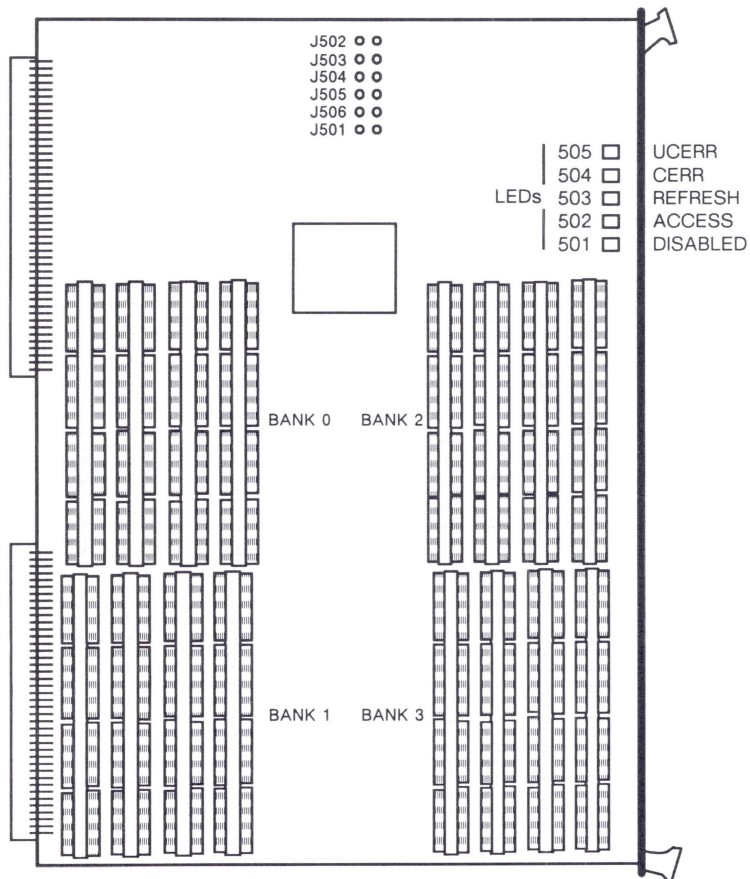 J502
J503
J504
J505
J506
J501
505 UCERR
504 CERR
LEDs 503 REFRESH
502 ACCESS
501 DISABLED
BANK 0 BANK 2
BANK 1 BANK 3